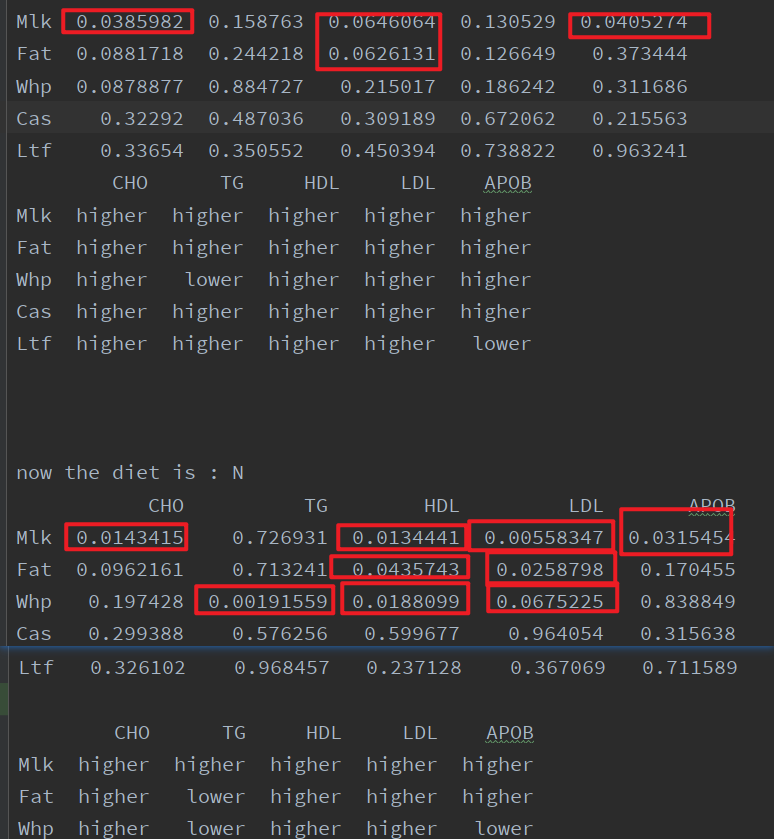 Mlk 0.0385982 0.158763 0.0646064 0.130529 0.0405274
Fat 0.0881718 0.244218 0.0626131 0.126649 0.373444
Whp 0.0878877 0.884727 0.215017 0.186242 0.311686
Cas 0.32292 0.487036 0.309189 0.672062 0.215563
Ltf 0.33654 0.350552 0.450394 0.738822 0.963241
CHO TG HDL LDL APOB
Mlk higher higher higher higher higher
Fat higher higher higher higher higher
Whp higher lower higher higher higher
Cas higher higher higher higher higher
Ltf higher higher higher higher lower
now the diet is : N
CHO TG HDL LDL APOB
Mlk 0.0143415 0.726931 0.0134441 0.00558347 0.0315454
Fat 0.0962161 0.713241 0.0435743 0.0258798 0.170455
Whp 0.197428 0.00191559 0.0188099 0.0675225 0.838849
Cas 0.299388 0.576256 0.599677 0.964054 0.315638
Ltf 0.326102 0.968457 0.237128 0.367069 0.711589
CHO TG HDL LDL APOB
Mlk higher higher higher higher higher
Fat higher lower higher higher higher
Whp higher lower higher higher lower